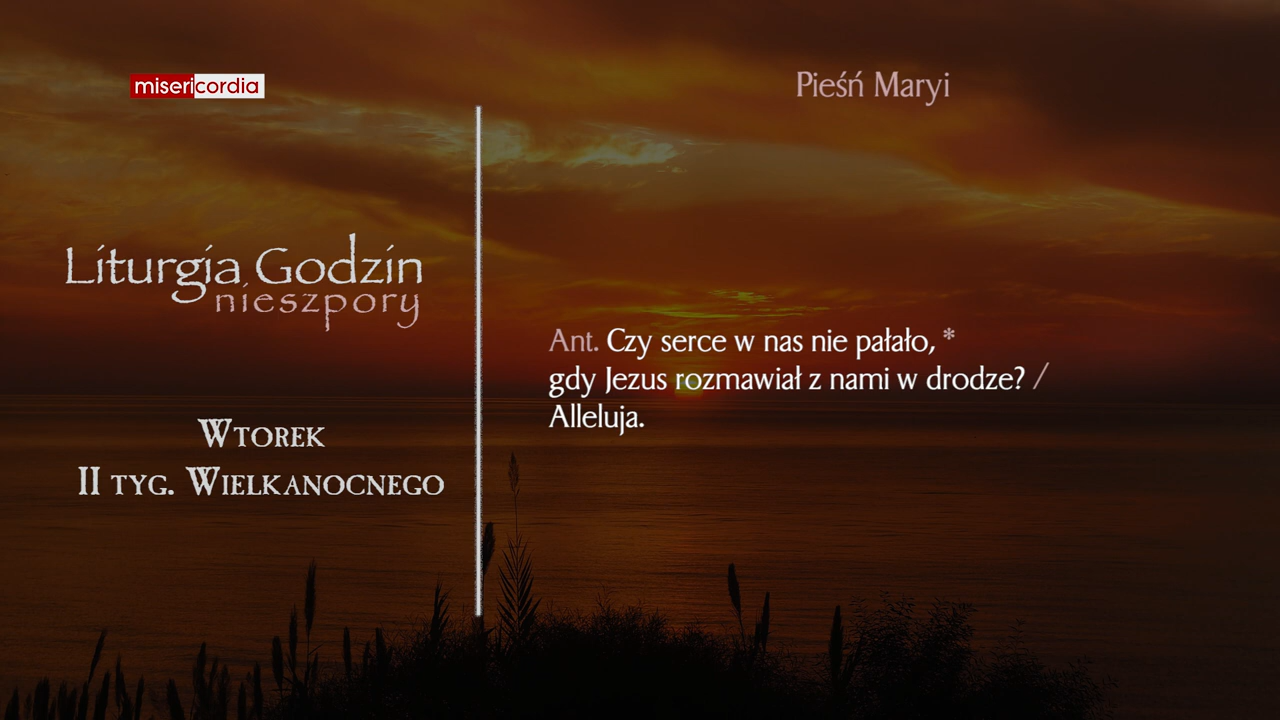 misericordia
Pieśń Maryi
Liturgia Godzin
nieszpory
Wtorek
II tyg. Wielkanocnego
Ant. Czy serce w nas nie pałało, *
gdy Jezus rozmawiał z nami w drodze? /
Alleluja.